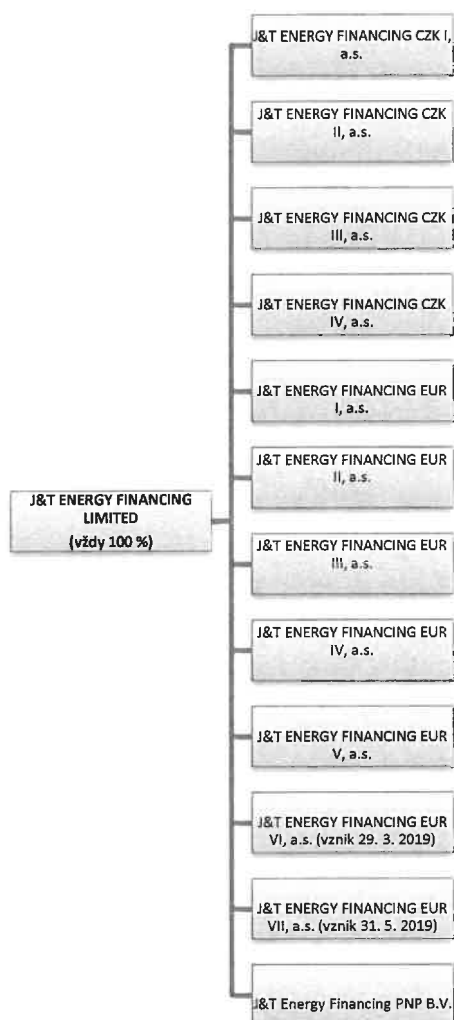 J&T ENERGY FINANCING CZK I,
a.s.
J&T ENERGY FINANCING CZK
II, a.s.
J&T ENERGY FINANCING CZK
III, a.s.
J&T ENERGY FINANCING CZK
IV, a.s.
J&T ENERGY FINANCING EUR
I, a.s.
J&T ENERGY FINANCING EUR
II, a.s.
J&T ENERGY FINANCING
LIMITED
(vždy 100 %)
J&T ENERGY FINANCING EUR
III, a.s.
J&T ENERGY FINANCING EUR
IV, a.s.
J&T ENERGY FINANCING EUR
V, a.s.
J&T ENERGY FINANCING EUR
VI, a.s. (vznik 29. 3. 2019)
J&T ENERGY FINANCING EUR
VII, a.s. (vznik 31. 5. 2019)
J&T Energy Financing PNP B.V.